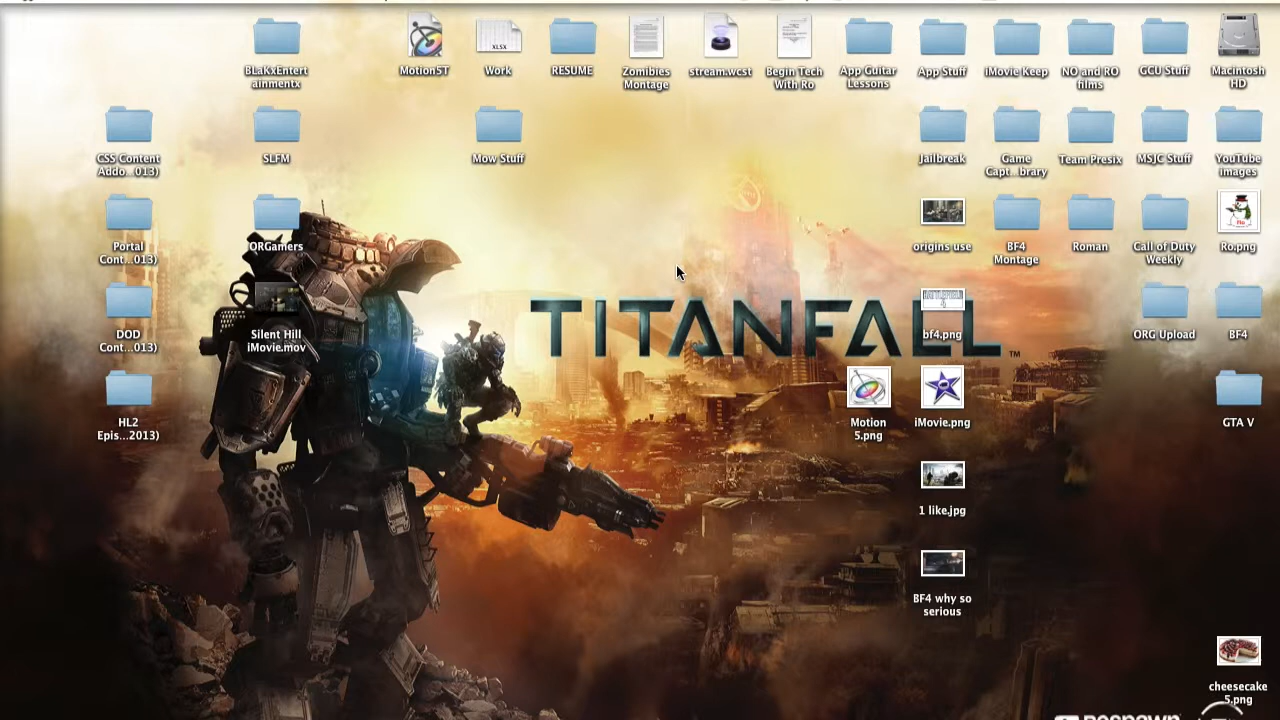 BLaKxEntert
ainmentx
MotionST
XLSX
Work
RESUME
Zomibies
Montage
stream.wcst
Begin Tech
With Ro
App Guitar
Lessons
App Stuff
iMovie Keep
NO and RO
films
GCU Stuff
Macintosh
HD
CSS Content
Addo...013)
SLFM
Mow Stuff
Jailbreak
Game
Capt...brary
Team Presix
MSJC Stuff
YouTube
images
Portal
Cont...013)
ORGamers
origins use
BF4
Montage
Roman
Call of Duty
Weekly
Ro.png
DOD
Cont...013)
Silent Hill
iMovie.mov
TITANFALL™
bf4.png
ORG Upload
BF4
HL2
Epis...2013)
Motion
5.png
iMovie.png
GTA V
1 like.jpg
BF4 why so
serious
cheesecake
5.png